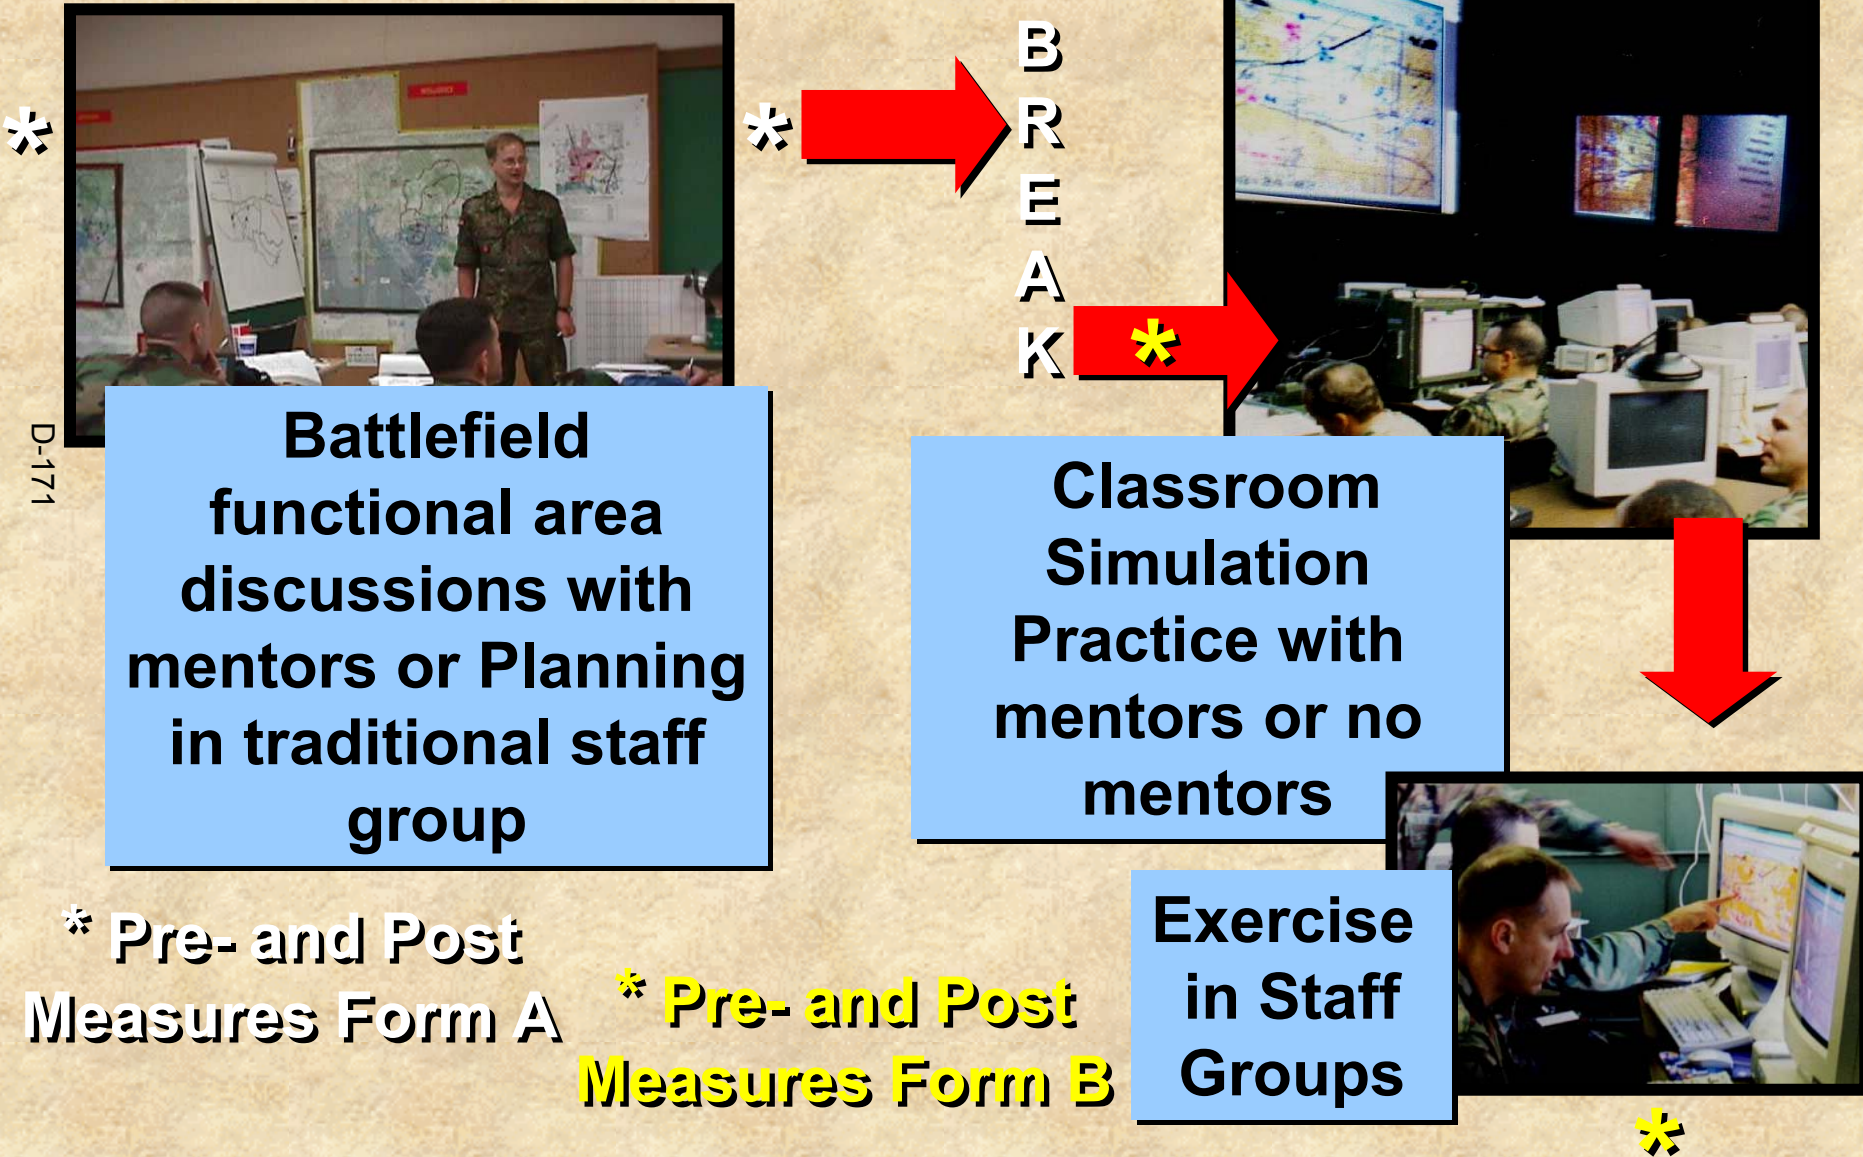 *
*
B
R
E
A
K
*
D-171
Battlefield
functional area
discussions with
mentors or Planning
in traditional staff
group
Classroom
Simulation
Practice with
mentors or no
mentors
Exercise
in Staff
Groups
* Pre- and Post
Measures Form A
* Pre- and Post
Measures Form B
*